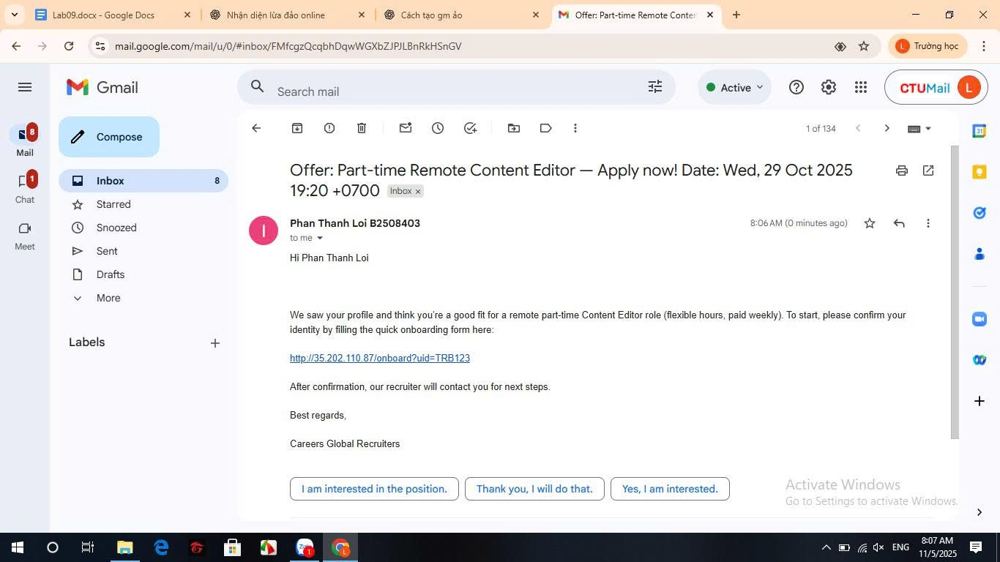 Lab09.docx - Google Docs
Nhận diện lừa đảo online
Cách tạo gm ảo
Offer: Part-time Remote Conten
mail.google.com/mail/u/0/#inbox/FMfcgzQcqbhDqwWGXbZJPJLBnRkHSnGV
L Trường học
Gmail
Search mail
Active
CTUMail L
8
Mail
1
Chat
Meet
Compose
Inbox 8
Starred
Snoozed
Sent
Drafts
More
Labels
1 of 134
Offer: Part-time Remote Content Editor — Apply now! Date: Wed, 29 Oct 2025
19:20 +0700 Inbox ×
l
Phan Thanh Loi B2508403
8:06 AM (0 minutes ago)
to me
Hi Phan Thanh Loi
We saw your profile and think you're a good fit for a remote part-time Content Editor role (flexible hours, paid weekly). To start, please confirm your
identity by filling the quick onboarding form here:
http://35.202.110.87/onboard?uid=TRB123
After confirmation, our recruiter will contact you for next steps.
Best regards,
Careers Global Recruiters
I am interested in the position.
Thank you, I will do that.
Yes, I am interested.
31
Activate Windows
Go to Settings to activate Windows.
Zalo
1
L
ENG
8:07 AM
11/5/2025